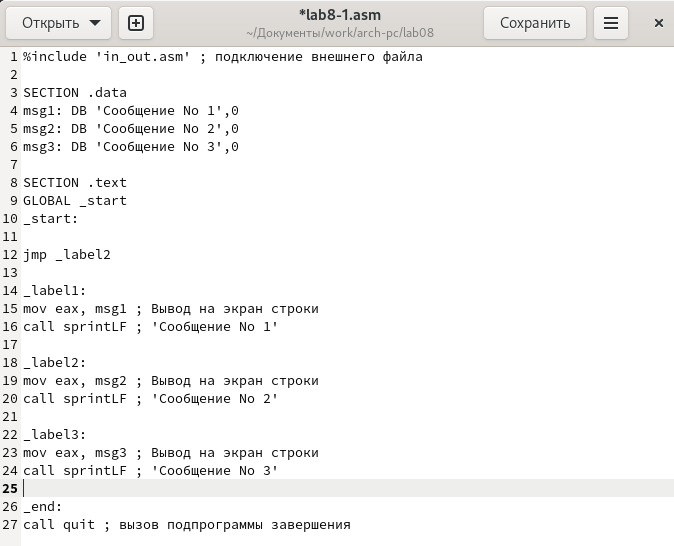 Открыть
*lab8-1.asm
~/Документы/work/arch-pc/lab08
Сохранить
1 %include 'in_out.asm' ; подключение внешнего файла
2
3 SECTION .data
4 msg1: DB 'Сообщение No 1',0
5 msg2: DB 'Сообщение No 2',0
6 msg3: DB 'Сообщение No 3',0
7
8 SECTION .text
9 GLOBAL _start
10 _start:
11
12 jmp _label2
13
14 _label1:
15 mov eax, msg1 ; Вывод на экран строки
16 call sprintLF ; 'Сообщение No 1'
17
18 _label2:
19 mov eax, msg2 ; Вывод на экран строки
20 call sprintLF ; 'Сообщение No 2'
21
22 _label3:
23 mov eax, msg3 ; Вывод на экран строки
24 call sprintLF ; 'Сообщение No 3'
25
26 _end:
27 call quit ; вызов подпрограммы завершения